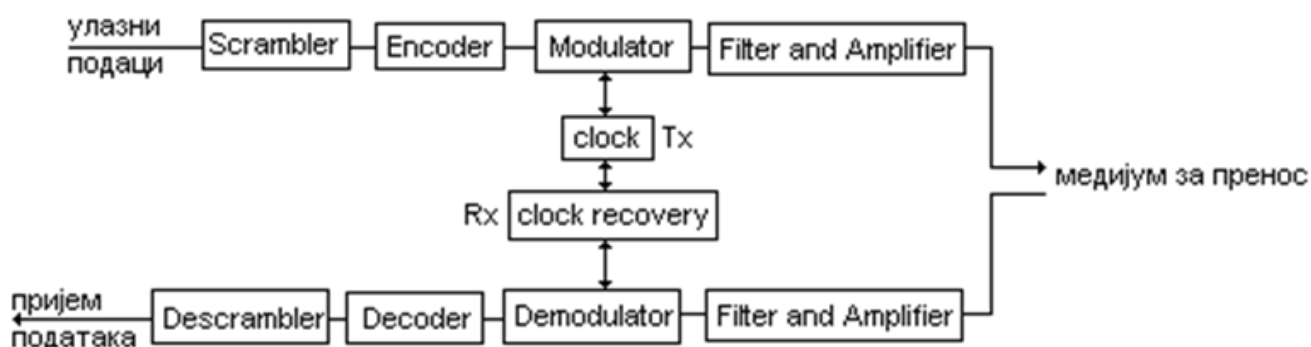 улазни
подаци
Scrambler
Encoder
Modulator
Filter and Amplifier
clock
Tx
медијум за пренос
Rx
clock recovery
пријем
података
Descrambler
Decoder
Demodulator
Filter and Amplifier